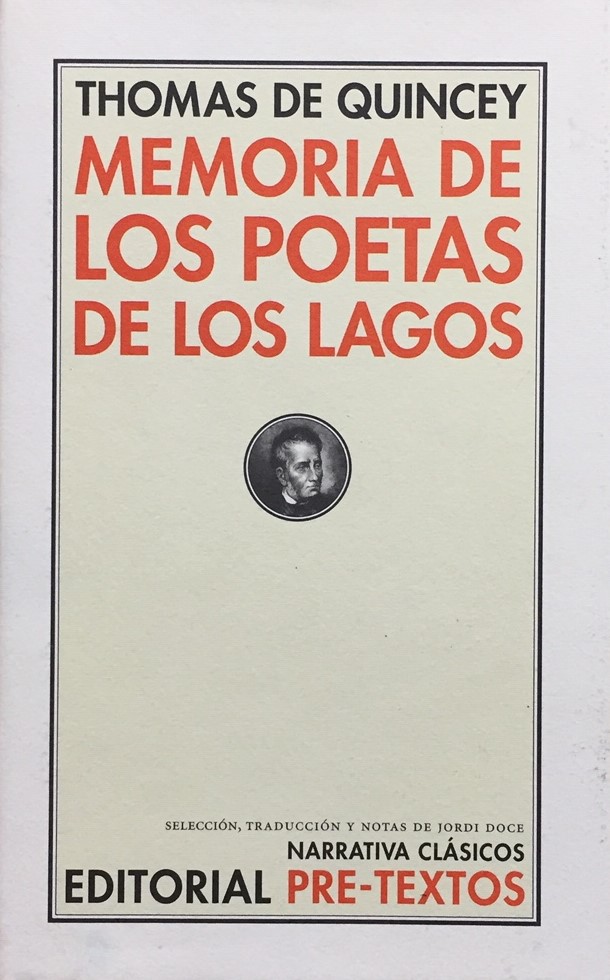 THOMAS DE QUINCEY
MEMORIA DE
LOS POETAS
DE LOS LAGOS
SELECCIÓN, TRADUCCIÓN Y NOTAS DE JORDI DOCE
NARRATIVA CLÁSICOS
EDITORIAL PRE-TEXTOS